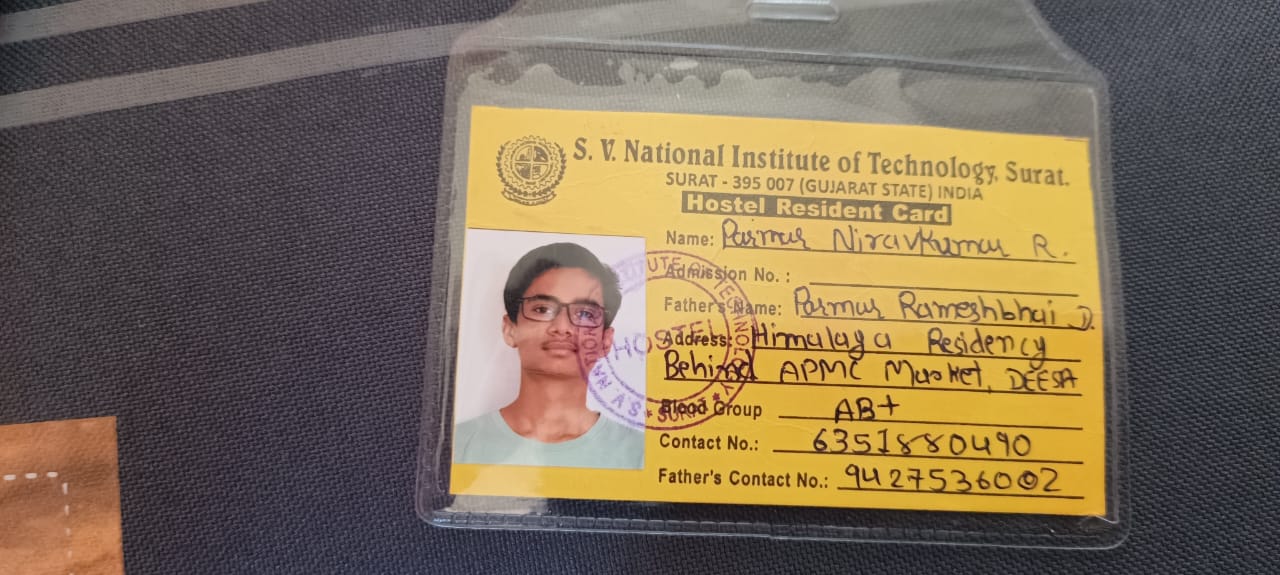 S. V. National Institute of Technology, Surat.
SURAT - 395 007 (GUJARAT STATE) INDIA
Hostel Resident Card
Name: Parmar Niravkumar R.
Admission No. :
Father's Name: Parmar Rameshbhai D.
Address: Himalaya Residency
Behind APMC Market, DEESA
Blood Group AB+
Contact No.: 6351880490
Father's Contact No.: 9427536002
HOSTEL